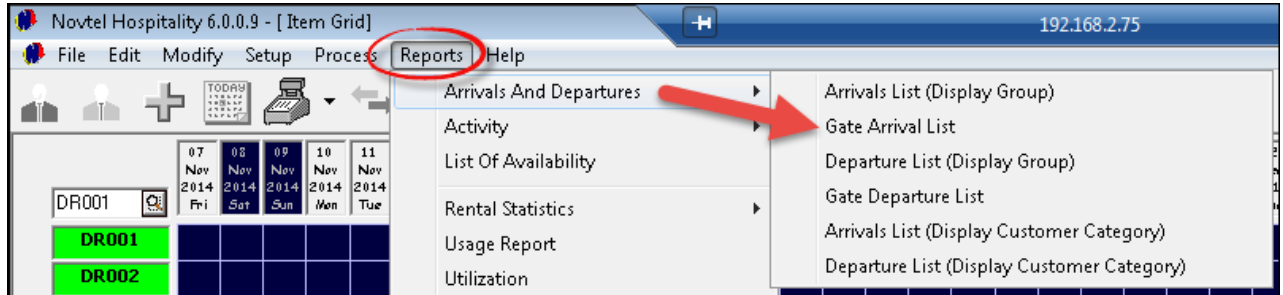 Novtel Hospitality 6.0.0.9 - [ Item Grid]
192.168.2.75
File Edit Modify Setup Process Reports Help
TODAY
Arrivals And Departures
Activity
List Of Availability
Rental Statistics
Usage Report
Utilization
Arrivals List (Display Group)
Gate Arrival List
Departure List (Display Group)
Gate Departure List
Arrivals List (Display Customer Category)
Departure List (Display Customer Category)
07 08 09 10 11
Nov Nov Nov Nov Nov
2014 2014 2014 2014 2014
Fri Sat Sun Mon Tue
DR001
DR001
DR002